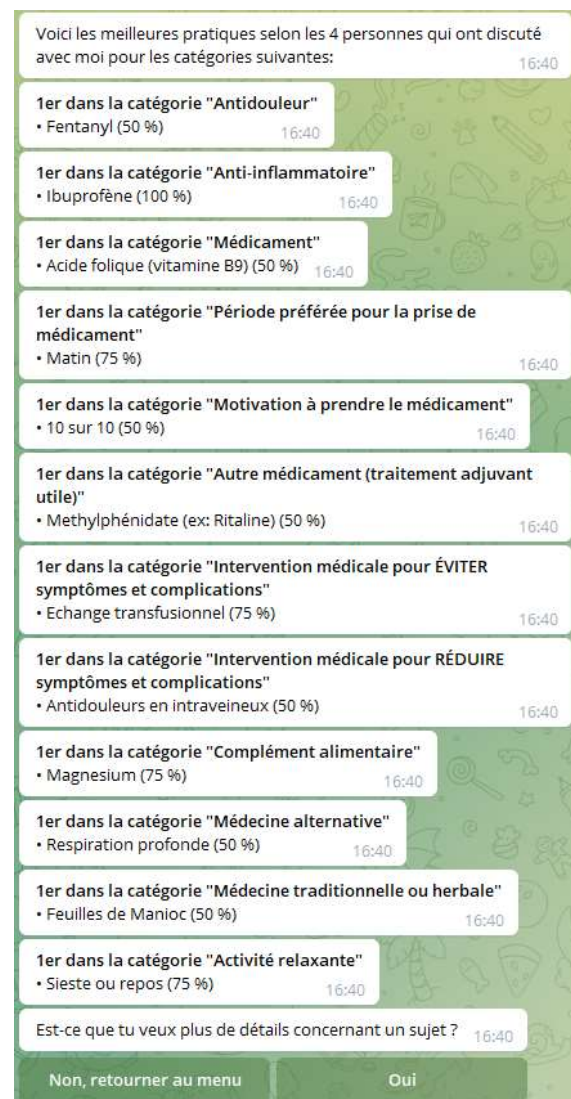 Voici les meilleures pratiques selon les 4 personnes qui ont discuté
avec moi pour les catégories suivantes:
16:40
1er dans la catégorie "Antidouleur"
• Fentanyl (50 %)
16:40
1er dans la catégorie "Anti-inflammatoire"
• Ibuprofène (100 %)
16:40
1er dans la catégorie "Médicament"
• Acide folique (vitamine B9) (50 %)
16:40
1er dans la catégorie "Période préférée pour la prise de
médicament"
• Matin (75 %)
16:40
1er dans la catégorie "Motivation à prendre le médicament"
• 10 sur 10 (50 %)
16:40
1er dans la catégorie "Autre médicament (traitement adjuvant
utile)"
• Methylphénidate (ex: Ritaline) (50 %)
16:40
1er dans la catégorie "Intervention médicale pour ÉVITER
symptômes et complications"
• Echange transfusionnel (75 %)
16:40
1er dans la catégorie "Intervention médicale pour RÉDUIRE
symptômes et complications"
• Antidouleurs en intraveineux (50 %)
16:40
1er dans la catégorie "Complément alimentaire"
• Magnesium (75 %)
16:40
1er dans la catégorie "Médecine alternative"
• Respiration profonde (50 %)
16:40
1er dans la catégorie "Médecine traditionnelle ou herbale"
• Feuilles de Manioc (50 %)
16:40
1er dans la catégorie "Activité relaxante"
• Sieste ou repos (75 %)
16:40
Est-ce que tu veux plus de détails concernant un sujet ?
16:40
Non, retourner au menu
Oui